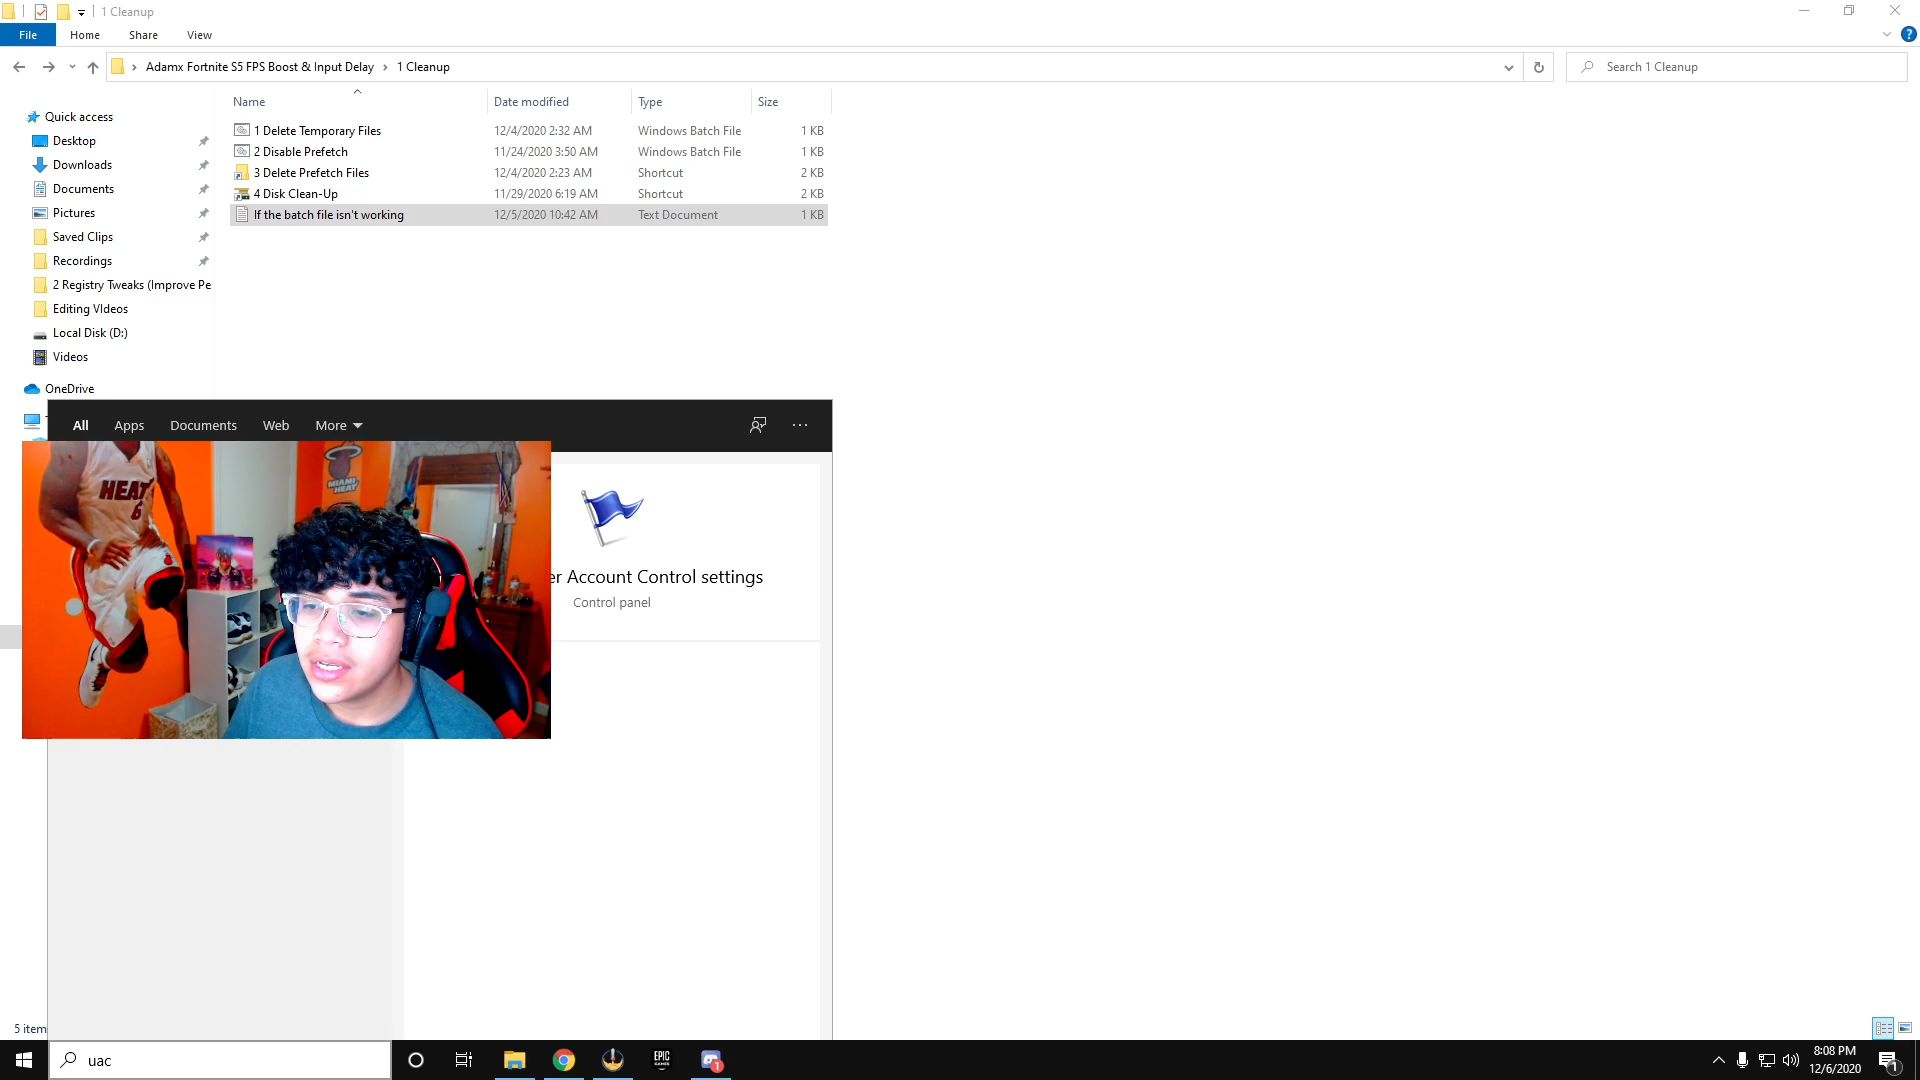 1 Cleanup
File Home Share View
Adamx Fortnite S5 FPS Boost & Input Delay > 1 Cleanup
Search 1 Cleanup
Name Date modified Type Size
1 Delete Temporary Files 12/4/2020 2:32 AM Windows Batch File 1 KB
2 Disable Prefetch 11/24/2020 3:50 AM Windows Batch File 1 KB
3 Delete Prefetch Files 12/4/2020 2:23 AM Shortcut 2 KB
4 Disk Clean-Up 11/29/2020 6:19 AM Shortcut 2 KB
If the batch file isn't working 12/5/2020 10:42 AM Text Document 1 KB
Quick access
Desktop
Downloads
Documents
Pictures
Saved Clips
Recordings
2 Registry Tweaks (Improve Pe
Editing VIdeos
Local Disk (D:)
Videos
OneDrive
All Apps Documents Web More
HEAT
6
MIAMI
HEAT
er Account Control settings
Control panel
5 item
uac
EPIC
GAMES
1
8:08 PM
12/6/2020
1